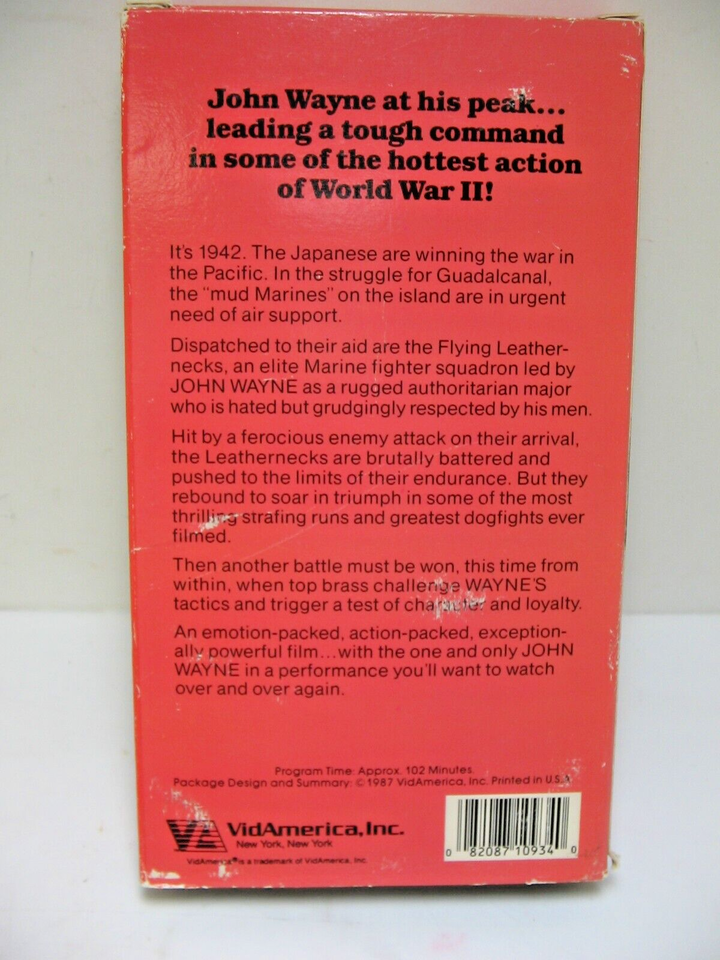 John Wayne at his peak...
leading a tough command
in some of the hottest action
of World War II!
It's 1942. The Japanese are winning the war in
the Pacific. In the struggle for Guadalcanal,
the "mud Marines" on the island are in urgent
need of air support.
Dispatched to their aid are the Flying Leather-
necks, an elite Marine fighter squadron led by
JOHN WAYNE as a rugged authoritarian major
who is hated but grudgingly respected by his men.
Hit by a ferocious enemy attack on their arrival,
the Leathernecks are brutally battered and
pushed to the limits of their endurance. But they
rebound to soar in triumph in some of the most
thrilling strafing runs and greatest dogfights ever
filmed.
Then another battle must be won, this time from
within, when top brass challenge WAYNE'S
tactics and trigger a test of character and loyalty.
An emotion-packed, action-packed, exception-
ally powerful film...with the one and only JOHN
WAYNE in a performance you'll want to watch
over and over again.
Program Time: Approx. 102 Minutes.
Package Design and Summary: © 1987 VidAmerica, Inc. Printed in U.S.A.
VA VidAmerica, Inc.
New York, New York
VidAmerica® is a trademark of VidAmerica, Inc.
0 82087 10934 0